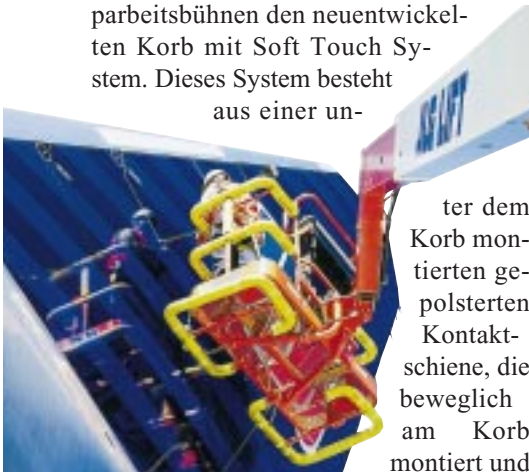 parbeitsbühnen den neuentwickel-
ten Korb mit Soft Touch Sy-
stem. Dieses System besteht
aus einer un-
LIFT
ter dem
Korb mon-
tierten ge-
polsterten
Kontakt-
schiene, die
beweglich
am Korb
montiert und